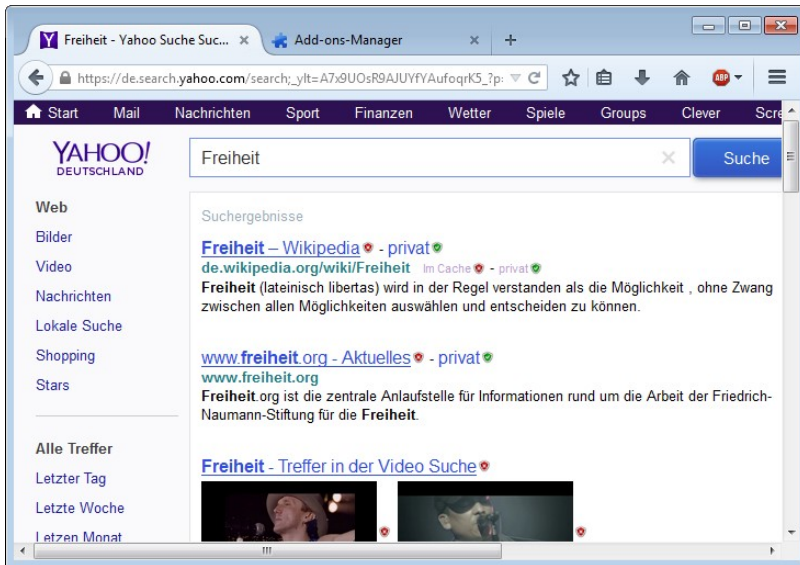 Freiheit - Yahoo Suche Suc...
Add-ons-Manager
https://de.search.yahoo.com/search;_ylt=A7x9UOsR9AJUYfYAufoqrK5_?p
ABP
Start Mail Nachrichten Sport Finanzen Wetter Spiele Groups Clever Scre
YAHOO!
DEUTSCHLAND
Freiheit
Suche
Web
Bilder
Video
Nachrichten
Lokale Suche
Shopping
Stars
Alle Treffer
Letzter Tag
Letzte Woche
Letzen Monat
Suchergebnisse
Freiheit – Wikipedia - privat
de.wikipedia.org/wiki/Freiheit Im Cache - privat
Freiheit (lateinisch libertas) wird in der Regel verstanden als die Möglichkeit , ohne Zwang
zwischen allen Möglichkeiten auswählen und entscheiden zu können.
www.freiheit.org - Aktuelles - privat
www.freiheit.org
Freiheit.org ist die zentrale Anlaufstelle für Informationen rund um die Arbeit der Friedrich-
Naumann-Stiftung für die Freiheit.
Freiheit - Treffer in der Video Suche